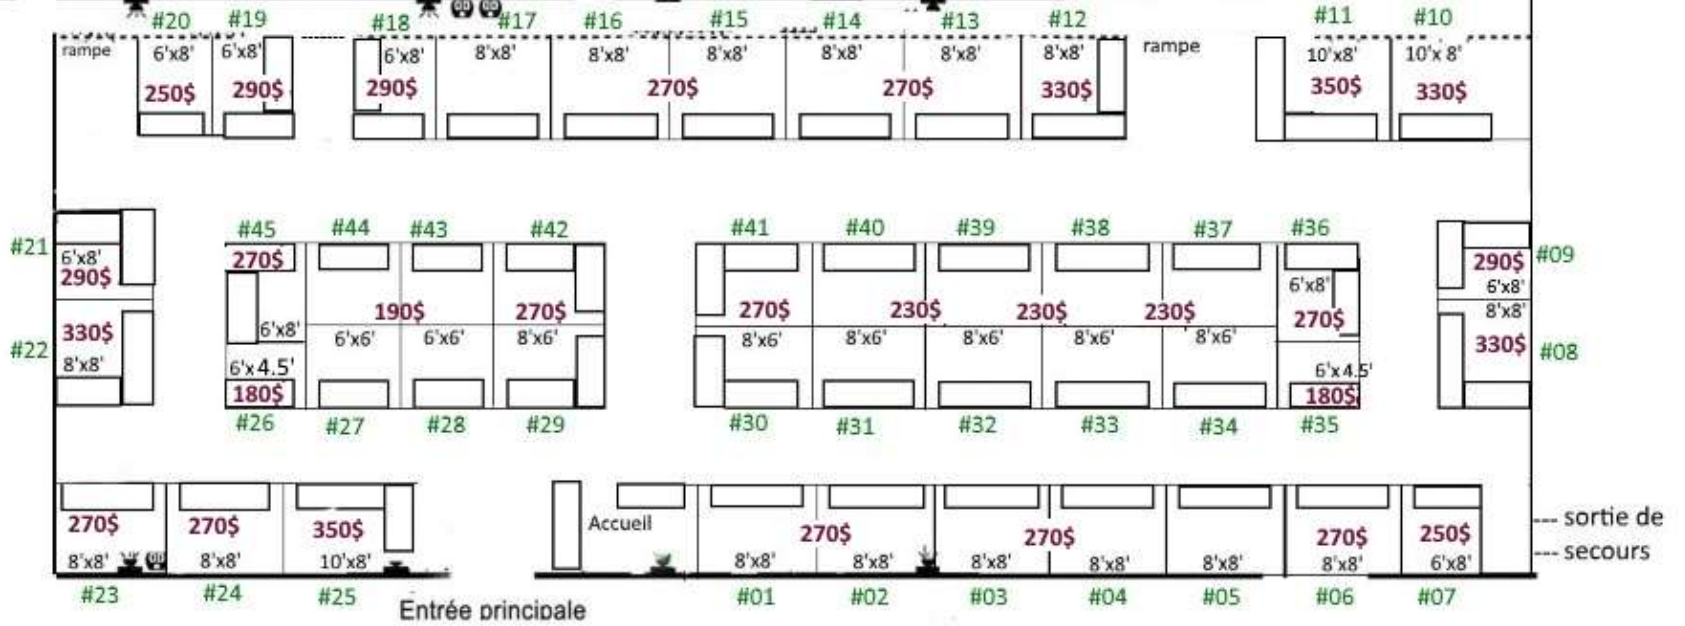 #20 #19 #18 #17 #16 #15 #14 #13 #12 #11 #10
rampe 6'x8' 6'x8' 6'x8' 8'x8' 8'x8' 8'x8' 8'x8' 8'x8' 8'x8' rampe 10'x8' 10'x 8'
250$ 290$ 290$ 270$ 270$ 330$ 350$ 330$
#45 #44 #43 #42 #41 #40 #39 #38 #37 #36
#21 6'x8' 270$ 290$ #09
290$ 6'x8' 6'x8'
190$ 270$ 270$ 230$ 230$ 230$ 270$ 8'x8'
330$ 6'x8' 6'x6' 6'x6' 8'x6' 8'x6' 8'x6' 8'x6' 8'x6' 8'x6' 330$
#22 8'x8' 6'x 4.5' 6'x 4.5' #08
180$ 180$
#26 #27 #28 #29 #30 #31 #32 #33 #34 #35
270$ 270$ 350$ Accueil 270$ 270$ 270$ 250$ sortie de
8'x8' 8'x8' 10'x8' 8'x8' 8'x8' 8'x8' 8'x8' 8'x8' 8'x8' 6'x8' secours
#23 #24 #25 Entrée principale #01 #02 #03 #04 #05 #06 #07